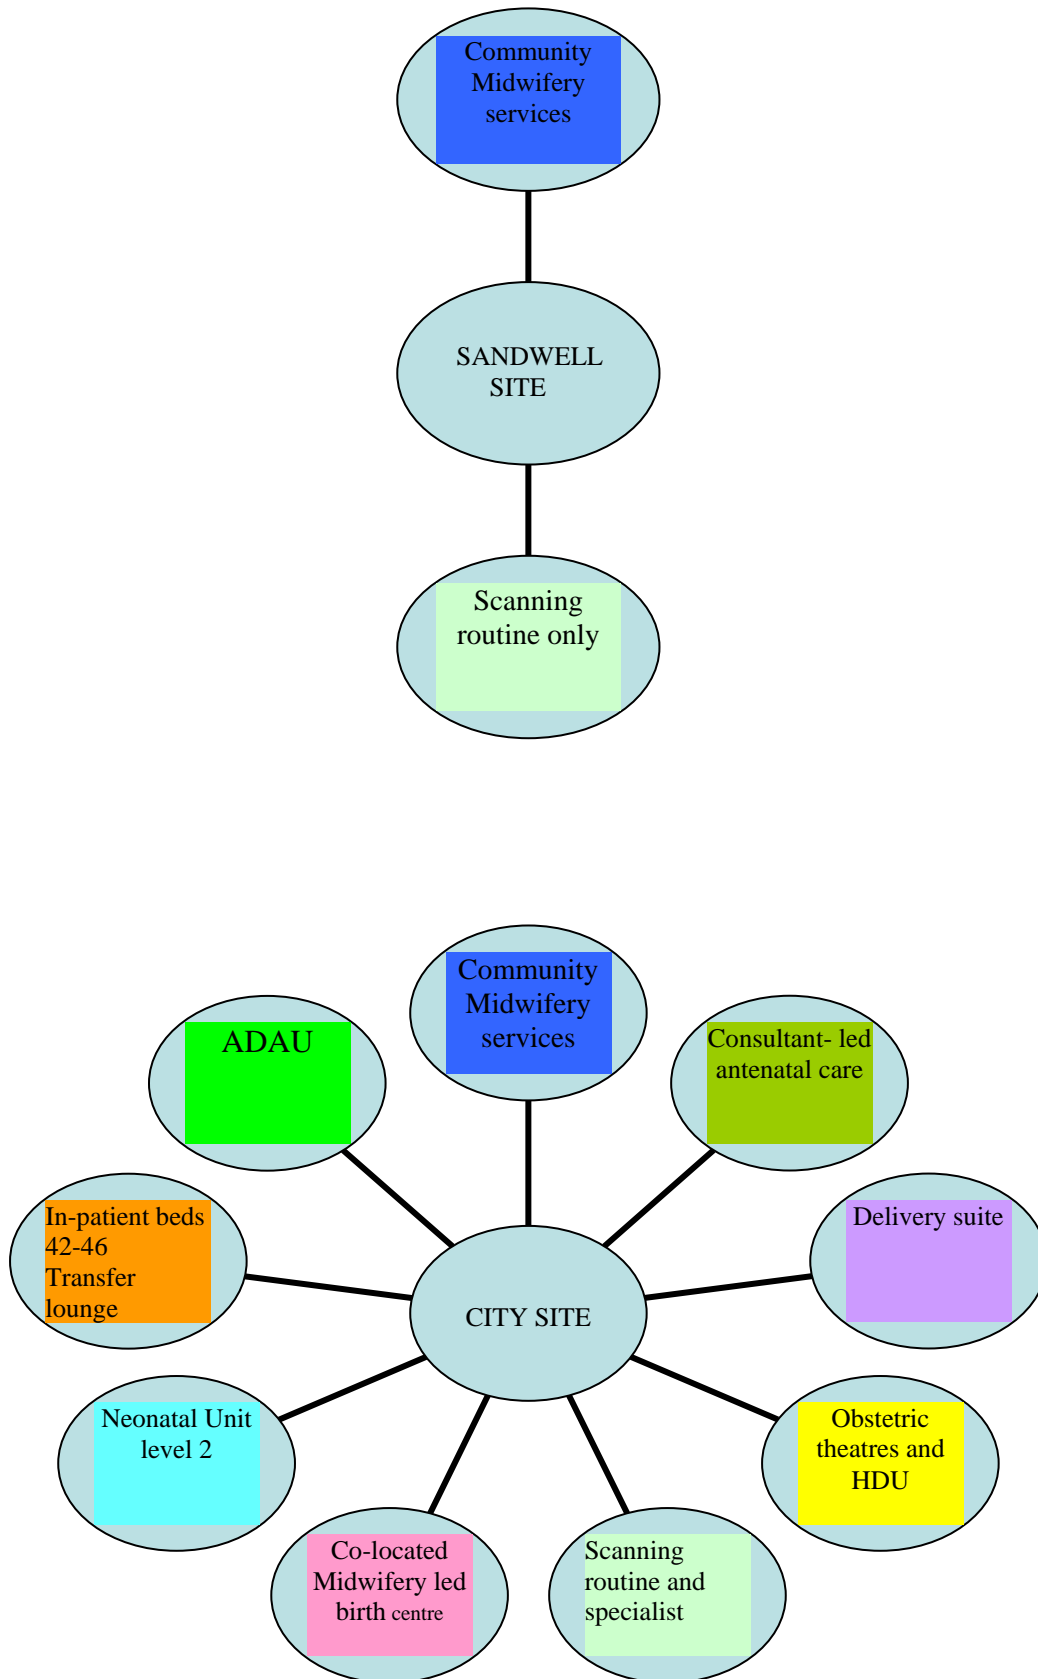 Community
Midwifery
services
SANDWELL
SITE
Scanning
routine only
Community
Midwifery
services
ADAU
Consultant- led
antenatal care
In-patient beds
42-46
Transfer
lounge
Delivery suite
CITY SITE
Neonatal Unit
level 2
Obstetric
theatres and
HDU
Co-located
Midwifery led
birth centre
Scanning
routine and
specialist